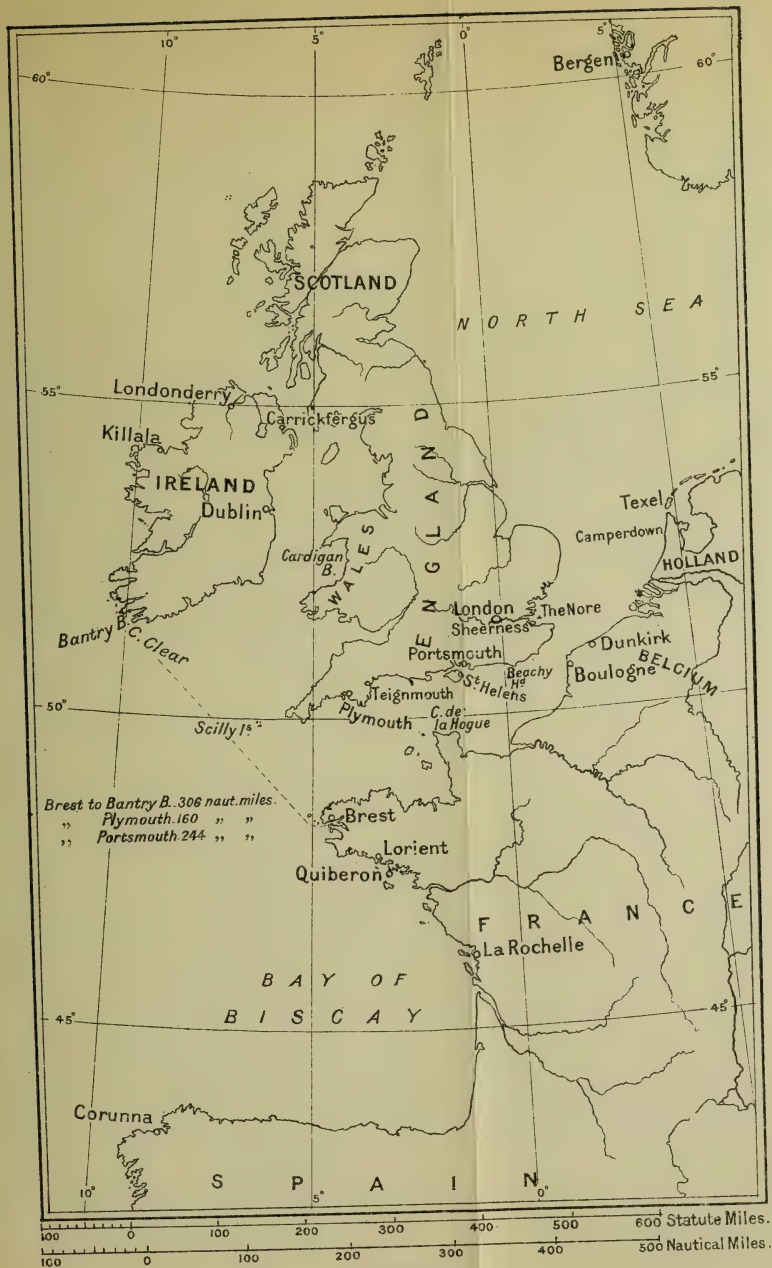 10°
5°
0°
5°
60°
Bergen
60°
SCOTLAND
NORTH SEA
55°
55°
Londonderry
Carrickfergus
Killala
IRELAND
Dublin
ENGLAND
WALES
Cardigan
B.
Texel
Camperdown
HOLLAND
London
The Nore
Sheerness
Bantry B.
C. Clear
Portsmouth
Dunkirk
Beachy
Hd
St Helens
Boulogne
BELGIUM
Teignmouth
50°
Plymouth
C. de
la Hogue
50°
Scilly Is.
Brest to Bantry B. 306 naut. miles.
„ Plymouth. 160 „ „
„ Portsmouth. 244 „ „
Brest
Lorient
Quiberon
FRANCE
La Rochelle
BAY OF
BISCAY
45°
45°
Corunna
SPAIN
10°
5°
0°
100 0 100 200 300 400 500 600 Statute Miles.
100 0 100 200 300 400 500 Nautical Miles.